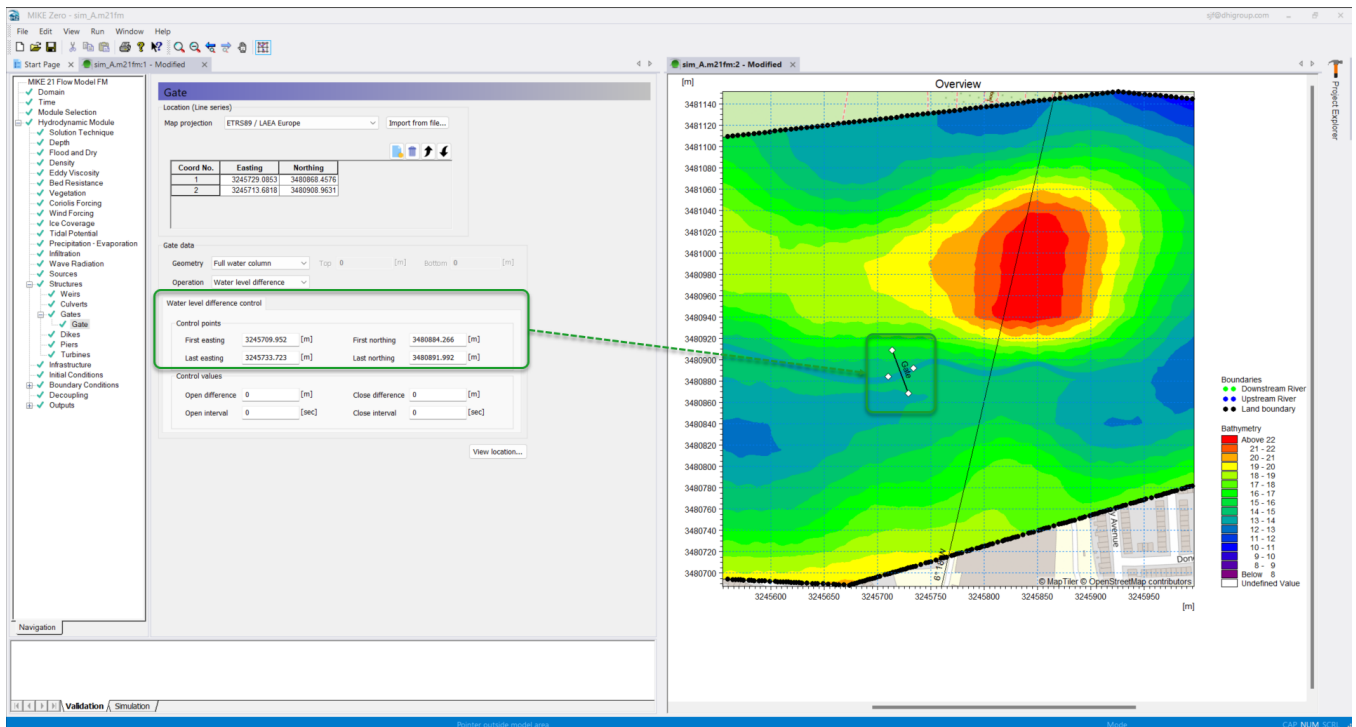 MIKE Zero - sim_A.m21fm
sjf@dhigroup.com
File Edit View Run Window Help
Start Page
sim_A.m21fm:1 - Modified
sim_A.m21fm:2 - Modified
Project Explorer
MIKE 21 Flow Model FM
Domain
Time
Module Selection
Hydrodynamic Module
Solution Technique
Depth
Flood and Dry
Density
Eddy Viscosity
Bed Resistance
Vegetation
Coriolis Forcing
Wind Forcing
Ice Coverage
Tidal Potential
Precipitation - Evaporation
Infiltration
Wave Radiation
Sources
Structures
Weirs
Culverts
Gates
Gate
Dikes
Piers
Turbines
Infrastructure
Initial Conditions
Boundary Conditions
Decoupling
Outputs
Navigation
Gate
Location (Line series)
Map projection ETRS89 / LAEA Europe Import from file...
Coord No. Easting Northing
1 3245729.0853 3480868.4576
2 3245713.6818 3480908.9631
Gate data
Geometry Full water column Top 0 [m] Bottom 0 [m]
Operation Water level difference
Water level difference control
Control points
First easting 3245709.952 [m] First northing 3480884.266 [m]
Last easting 3245733.723 [m] Last northing 3480891.992 [m]
Control values
Open difference 0 [m] Close difference 0 [m]
Open interval 0 [sec] Close interval 0 [sec]
View location...
[m]
Overview
3481140
3481120
3481100
3481080
3481060
3481040
3481020
3481000
3480980
3480960
3480940
3480920
3480900
3480880
3480860
3480840
3480820
3480800
3480780
3480760
3480740
3480720
3480700
Gate
Avenue
© MapTiler © OpenStreetMap contributors
3245600 3245650 3245700 3245750 3245800 3245850 3245900 3245950
[m]
Boundaries
Downstream River
Upstream River
Land boundary
Bathymetry
Above 22
21 - 22
20 - 21
19 - 20
18 - 19
17 - 18
16 - 17
15 - 16
14 - 15
13 - 14
12 - 13
11 - 12
10 - 11
9 - 10
8 - 9
Below 8
Undefined Value
Validation Simulation
Pointer outside model area
Mode
CAP NUM SCRL